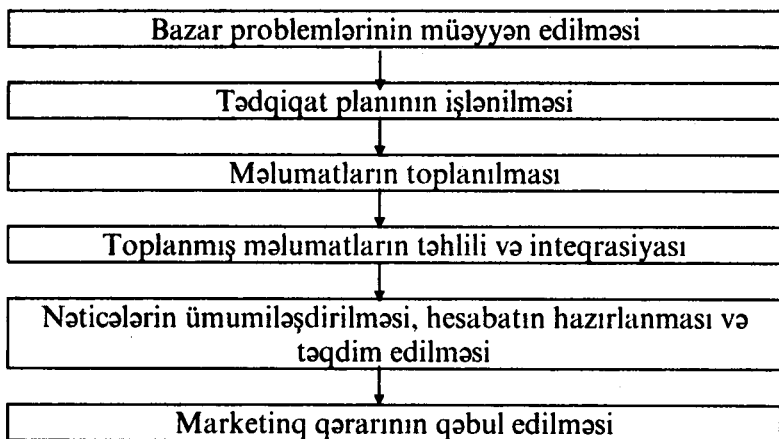 Bazar problemlərinin müəyyən edilməsi
Tədqiqat planının işlənilməsi
Məlumatların toplanılması
Toplanmış məlumatların təhlili və inteqrasiyası
Nəticələrin ümumiləşdirilməsi, hesabatın hazırlanması və
təqdim edilməsi
Marketinq qərarının qəbul edilməsi